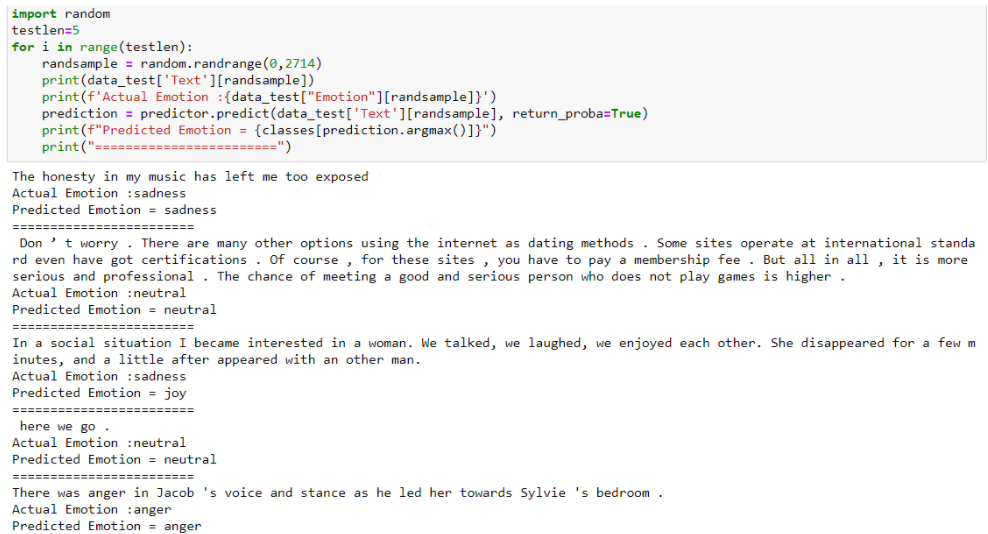 import random
testlen=5
for i in range(testlen):
    randsample = random.randrange(0,2714)
    print(data_test['Text'][randsample])
    print(f'Actual Emotion :{data_test["Emotion"][randsample]}')
    prediction = predictor.predict(data_test['Text'][randsample], return_proba=True)
    print(f"Predicted Emotion = {classes[prediction.argmax()]}")
    print("========================")
The honesty in my music has left me too exposed
Actual Emotion :sadness
Predicted Emotion = sadness
========================
 Don ’ t worry . There are many other options using the internet as dating methods . Some sites operate at international standa
rd even have got certifications . Of course , for these sites , you have to pay a membership fee . But all in all , it is more
serious and professional . The chance of meeting a good and serious person who does not play games is higher .
Actual Emotion :neutral
Predicted Emotion = neutral
========================
In a social situation I became interested in a woman. We talked, we laughed, we enjoyed each other. She disappeared for a few m
inutes, and a little after appeared with an other man.
Actual Emotion :sadness
Predicted Emotion = joy
========================
 here we go .
Actual Emotion :neutral
Predicted Emotion = neutral
========================
There was anger in Jacob 's voice and stance as he led her towards Sylvie 's bedroom .
Actual Emotion :anger
Predicted Emotion = anger